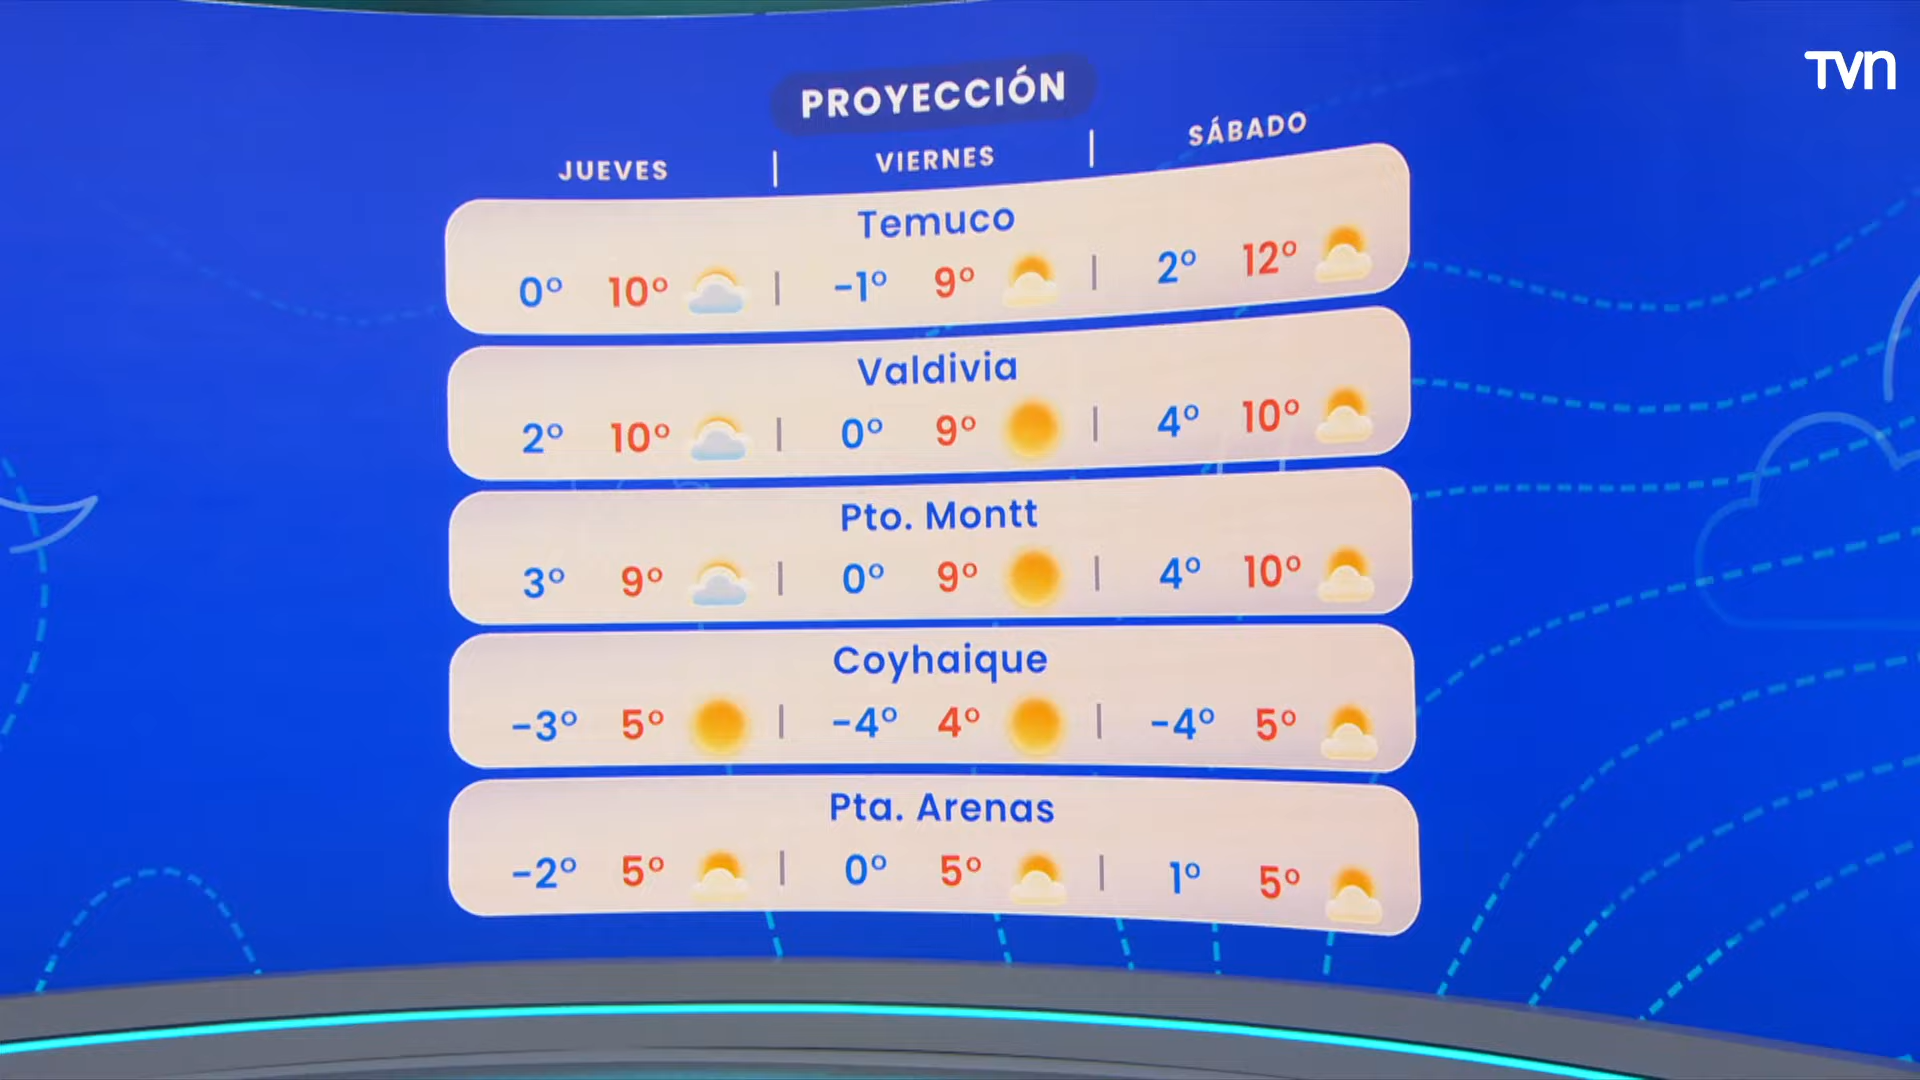 TVN
PROYECCIÓN
JUEVES | VIERNES | SÁBADO
Temuco
0° 10° | -1° 9° | 2° 12°
Valdivia
2° 10° | 0° 9° | 4° 10°
Pto. Montt
3° 9° | 0° 9° | 4° 10°
Coyhaique
-3° 5° | -4° 4° | -4° 5°
Pta. Arenas
-2° 5° | 0° 5° | 1° 5°